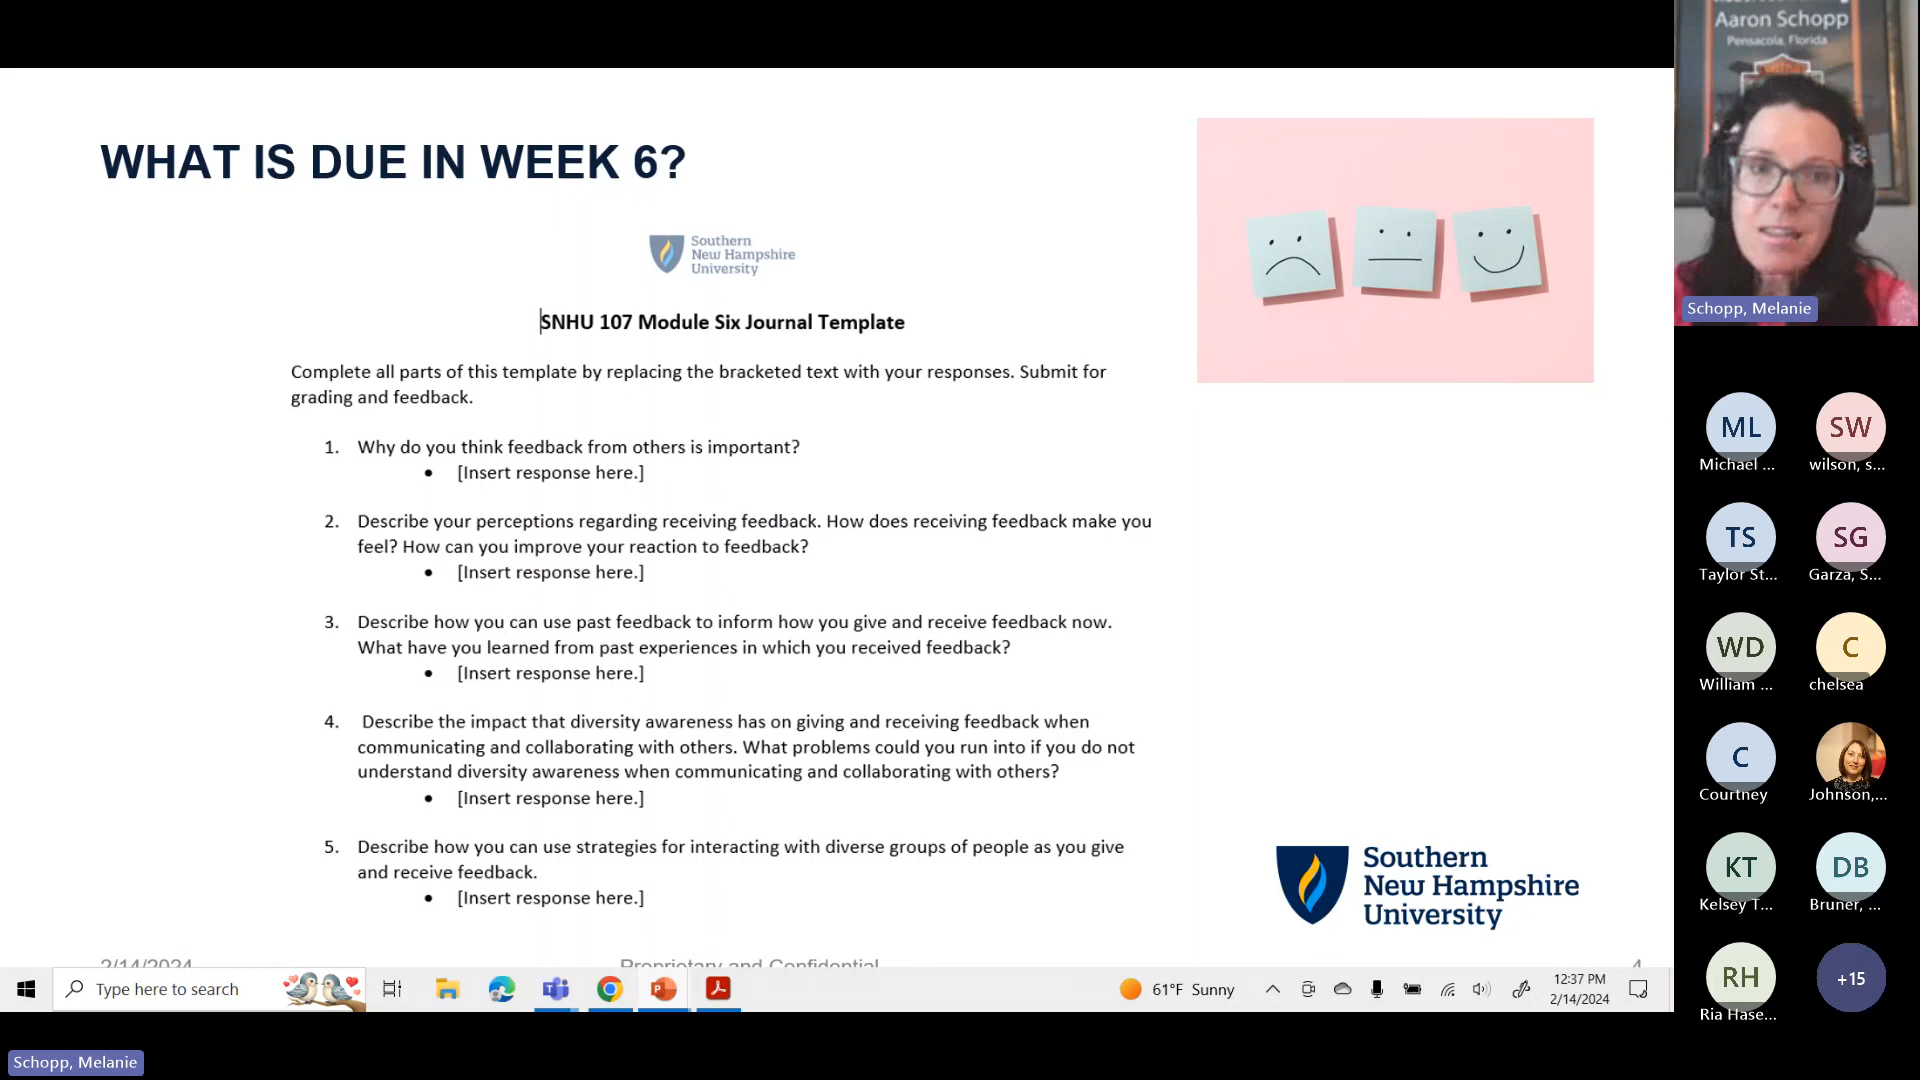 Aaron Schopp
Pensacola, Florida
WHAT IS DUE IN WEEK 6?
Southern
New Hampshire
University
SNHU 107 Module Six Journal Template
Complete all parts of this template by replacing the bracketed text with your responses. Submit for
grading and feedback.
1. Why do you think feedback from others is important?
• [Insert response here.]
2. Describe your perceptions regarding receiving feedback. How does receiving feedback make you
feel? How can you improve your reaction to feedback?
• [Insert response here.]
3. Describe how you can use past feedback to inform how you give and receive feedback now.
What have you learned from past experiences in which you received feedback?
• [Insert response here.]
4. Describe the impact that diversity awareness has on giving and receiving feedback when
communicating and collaborating with others. What problems could you run into if you do not
understand diversity awareness when communicating and collaborating with others?
• [Insert response here.]
5. Describe how you can use strategies for interacting with diverse groups of people as you give
and receive feedback.
• [Insert response here.]
Southern
New Hampshire
University
2/14/2024
Proprietary and Confidential
4
Type here to search
61°F Sunny
12:37 PM
2/14/2024
Schopp, Melanie
Schopp, Melanie
ML
Michael ...
SW
wilson, s...
TS
Taylor St...
SG
Garza, S...
WD
William ...
C
chelsea
C
Courtney
Johnson,...
KT
Kelsey T...
DB
Bruner, ...
RH
Ria Hase...
+15